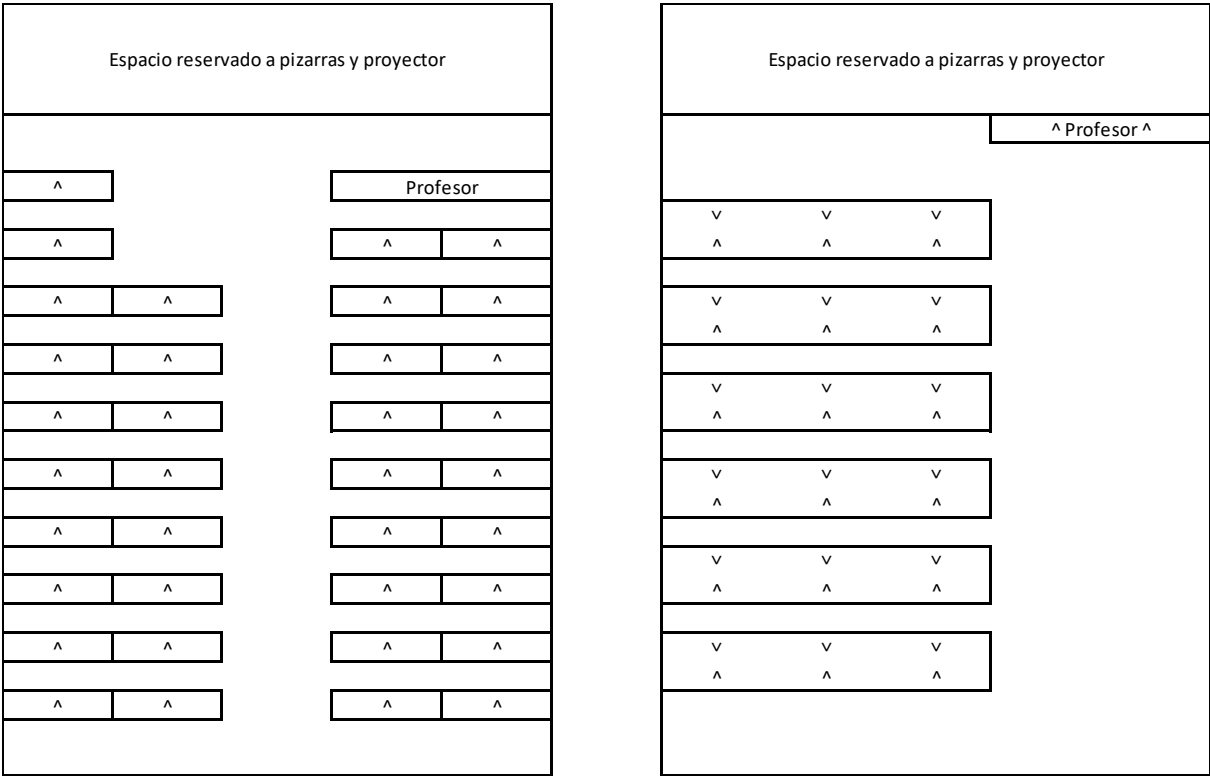 Espacio reservado a pizarras y proyector
^ Profesor
^ ^ ^
^ ^ ^ ^
^ ^ ^ ^
^ ^ ^ ^
^ ^ ^ ^
^ ^ ^ ^
^ ^ ^ ^
^ ^ ^ ^
^ ^ ^ ^
Espacio reservado a pizarras y proyector
^ Profesor ^
v v v
^ ^ ^
v v v
^ ^ ^
v v v
^ ^ ^
v v v
^ ^ ^
v v v
^ ^ ^
v v v
^ ^ ^